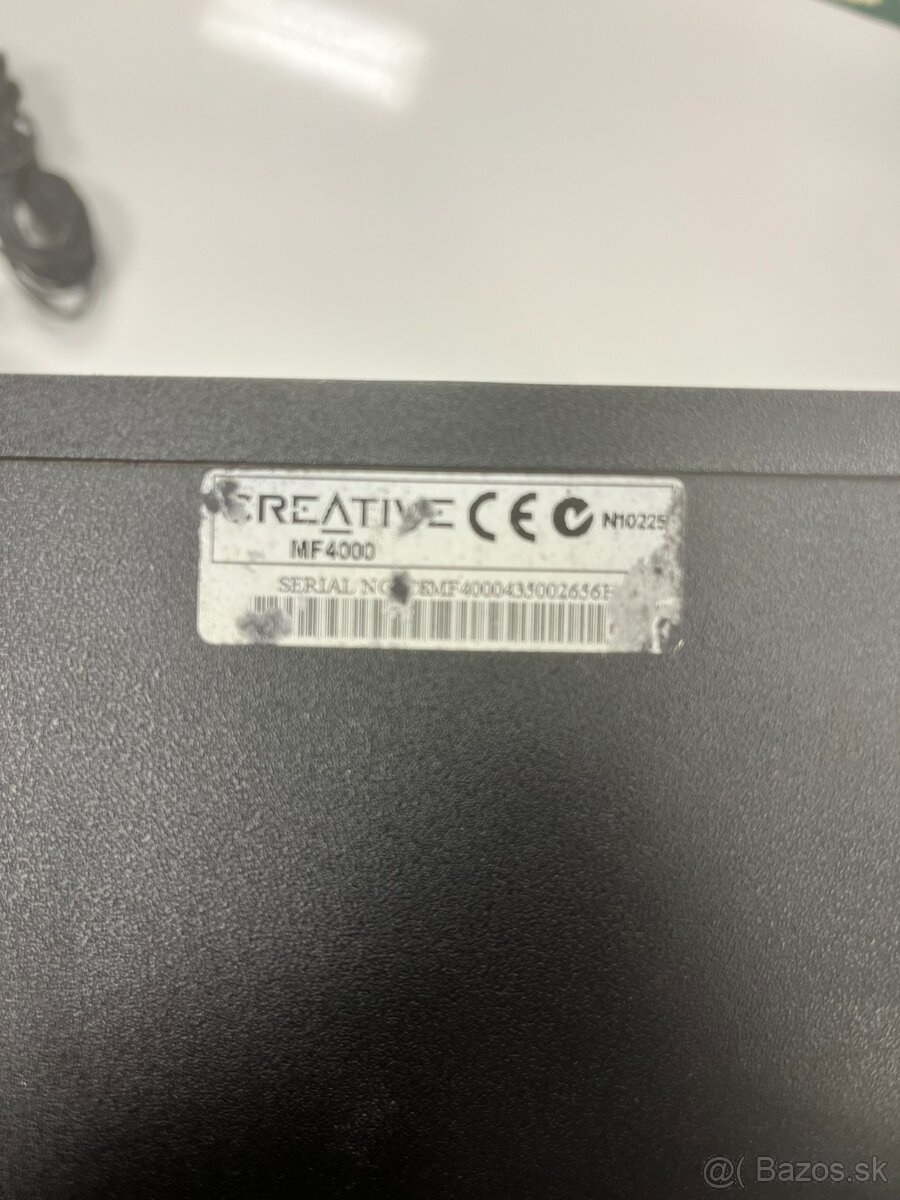 CREATIVE CE N10225
MF4000
SERIAL NO
@( Bazos.sk